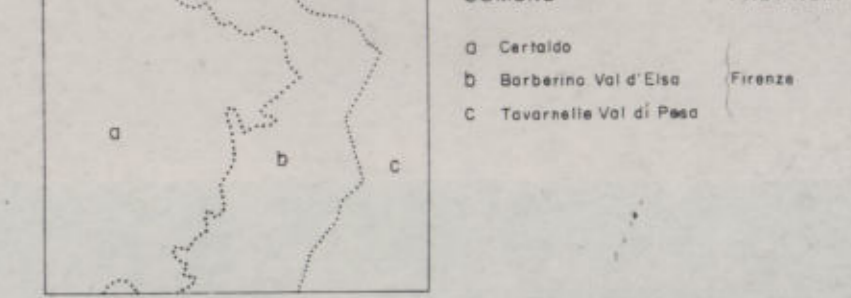 a Certaldo
b Barberino Val d'Elsa Firenze
c Tavarnelle Val di Pesa
a
b
c